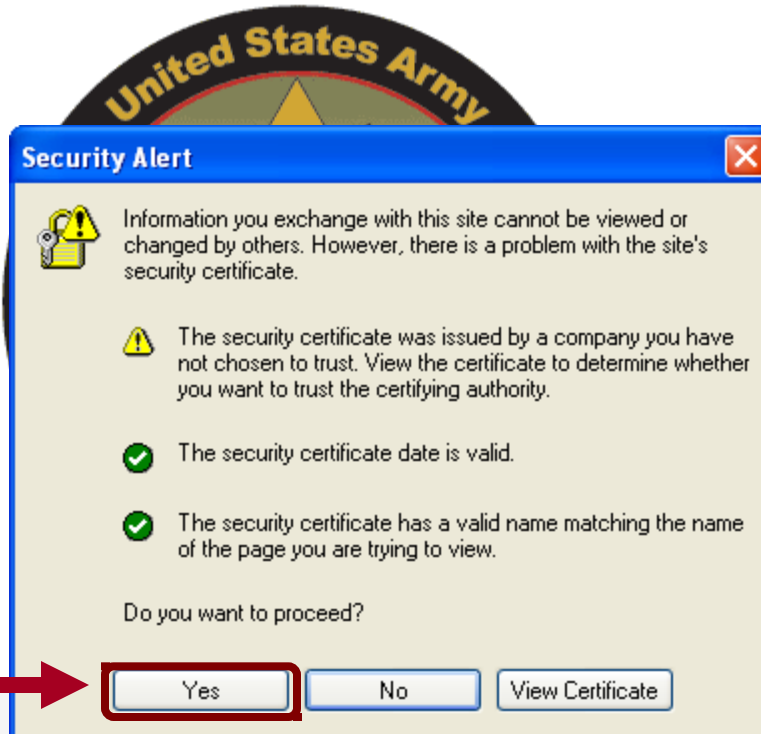 United States Army
Security Alert
Information you exchange with this site cannot be viewed or
changed by others. However, there is a problem with the site's
security certificate.
The security certificate was issued by a company you have
not chosen to trust. View the certificate to determine whether
you want to trust the certifying authority.
The security certificate date is valid.
The security certificate has a valid name matching the name
of the page you are trying to view.
Do you want to proceed?
Yes No View Certificate